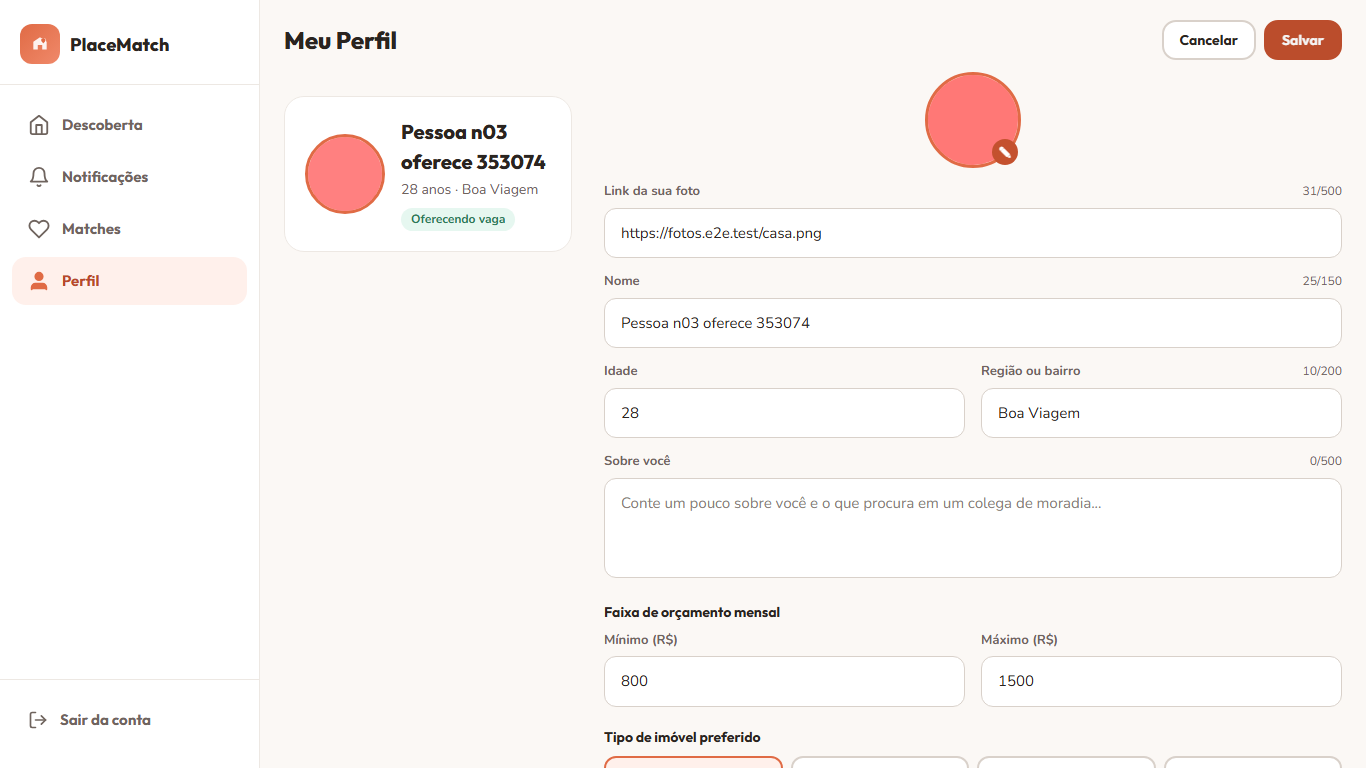 PlaceMatch
Descoberta
Notificações
Matches
Perfil
Sair da conta
Meu Perfil
Cancelar
Salvar
Pessoa n03
oferece 353074
28 anos · Boa Viagem
Oferecendo vaga
Link da sua foto
31/500
https://fotos.e2e.test/casa.png
Nome
25/150
Pessoa n03 oferece 353074
Idade
28
Região ou bairro
10/200
Boa Viagem
Sobre você
0/500
Conte um pouco sobre você e o que procura em um colega de moradia...
Faixa de orçamento mensal
Mínimo (R$)
800
Máximo (R$)
1500
Tipo de imóvel preferido